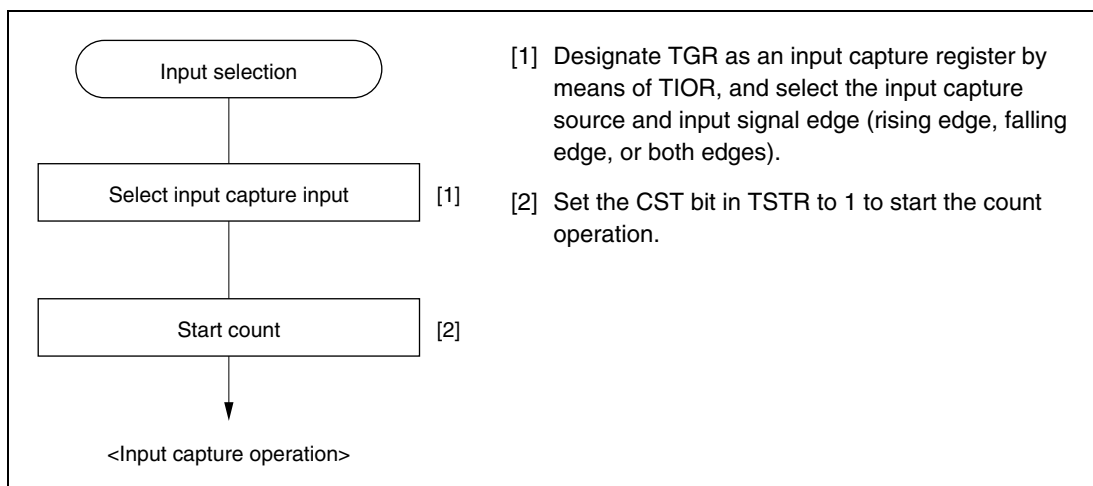 Input selection
Select input capture input
[1]
Start count
[2]
<Input capture operation>
[1] Designate TGR as an input capture register by
means of TIOR, and select the input capture
source and input signal edge (rising edge, falling
edge, or both edges).
[2] Set the CST bit in TSTR to 1 to start the count
operation.